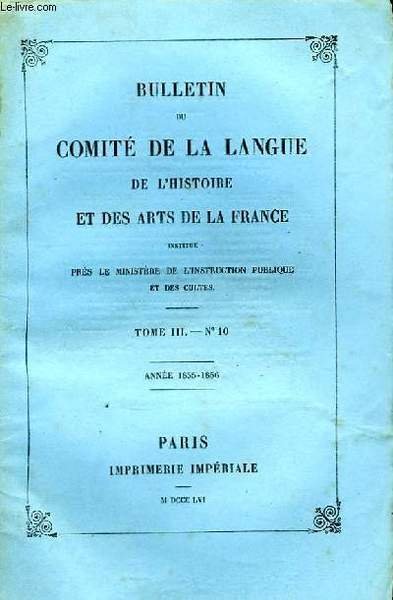 Le-livre.com
BULLETIN
DU
COMITÉ DE LA LANGUE
DE L'HISTOIRE
ET DES ARTS DE LA FRANCE
INSTITUÉ
PRÈS LE MINISTÈRE DE L'INSTRUCTION PUBLIQUE
ET DES CULTES.
TOME III. — N° 10
ANNÉE 1855-1856
PARIS
IMPRIMERIE IMPÉRIALE
M DCCC LVI